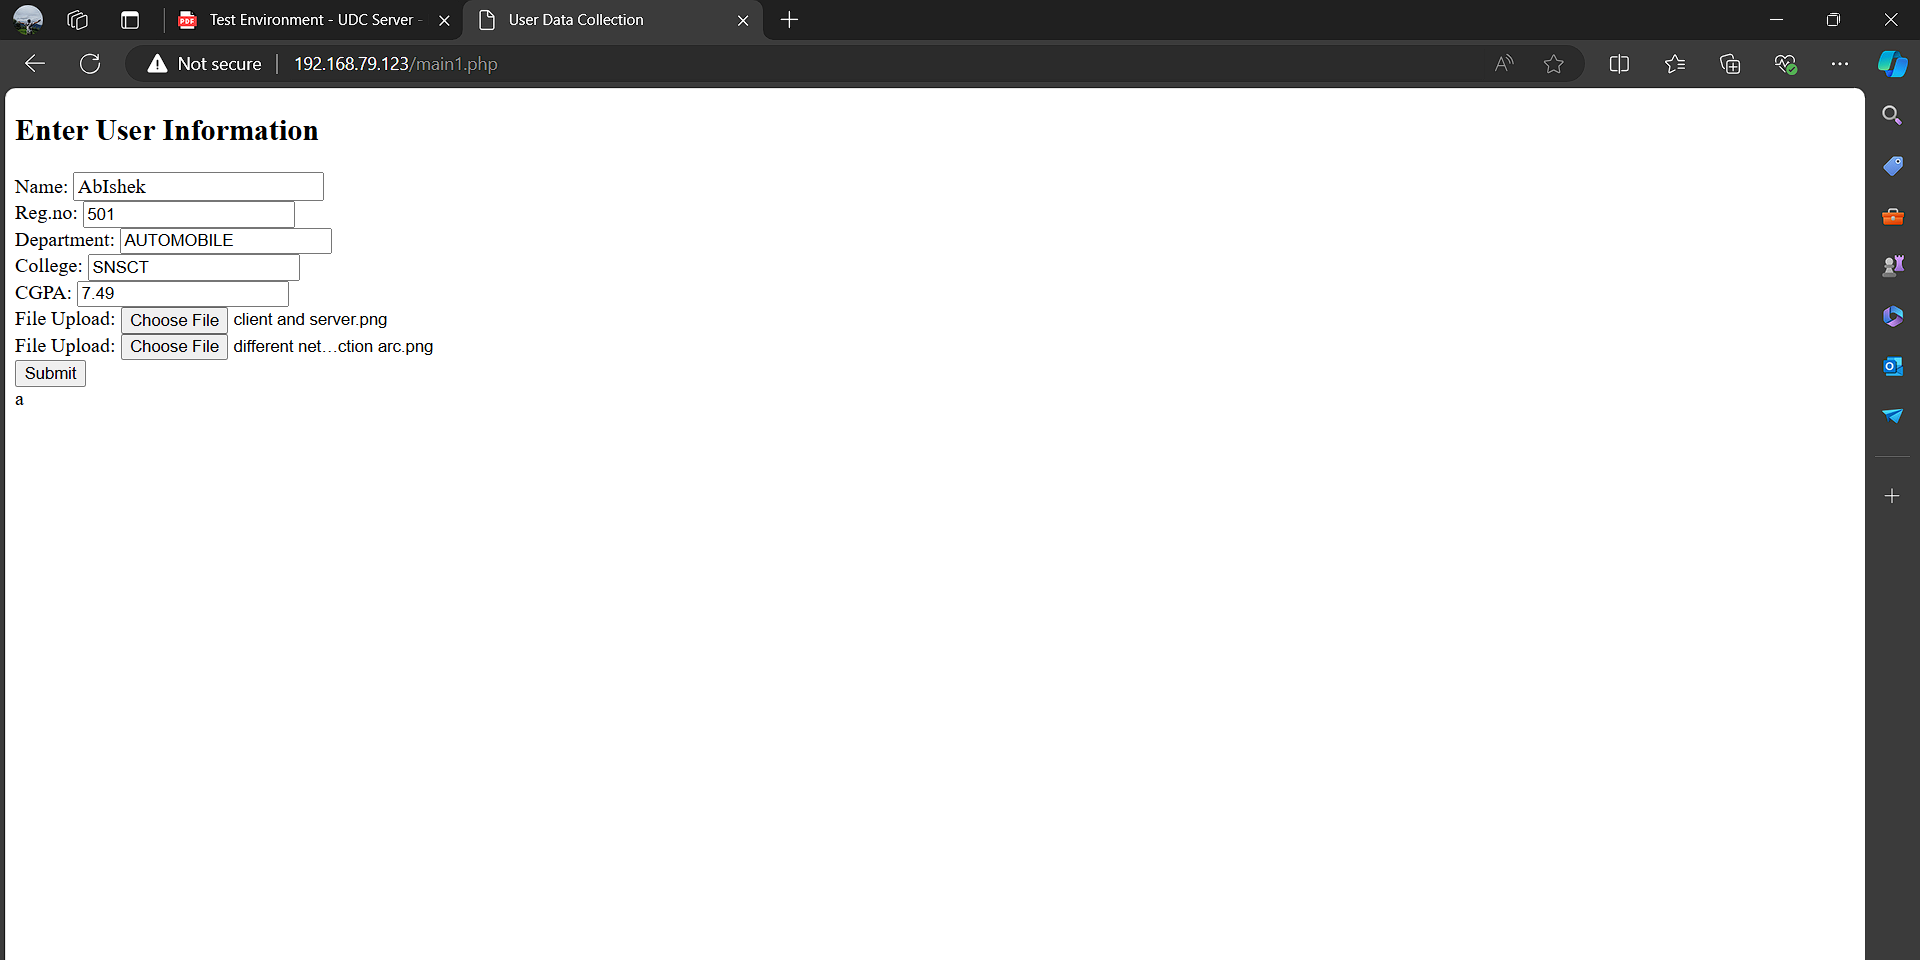 Test Environment - UDC Server -
User Data Collection
Not secure
192.168.79.123/main1.php
Enter User Information
Name: AbIshek
Reg.no: 501
Department: AUTOMOBILE
College: SNSCT
CGPA: 7.49
File Upload: Choose File client and server.png
File Upload: Choose File different net…ction arc.png
Submit
a